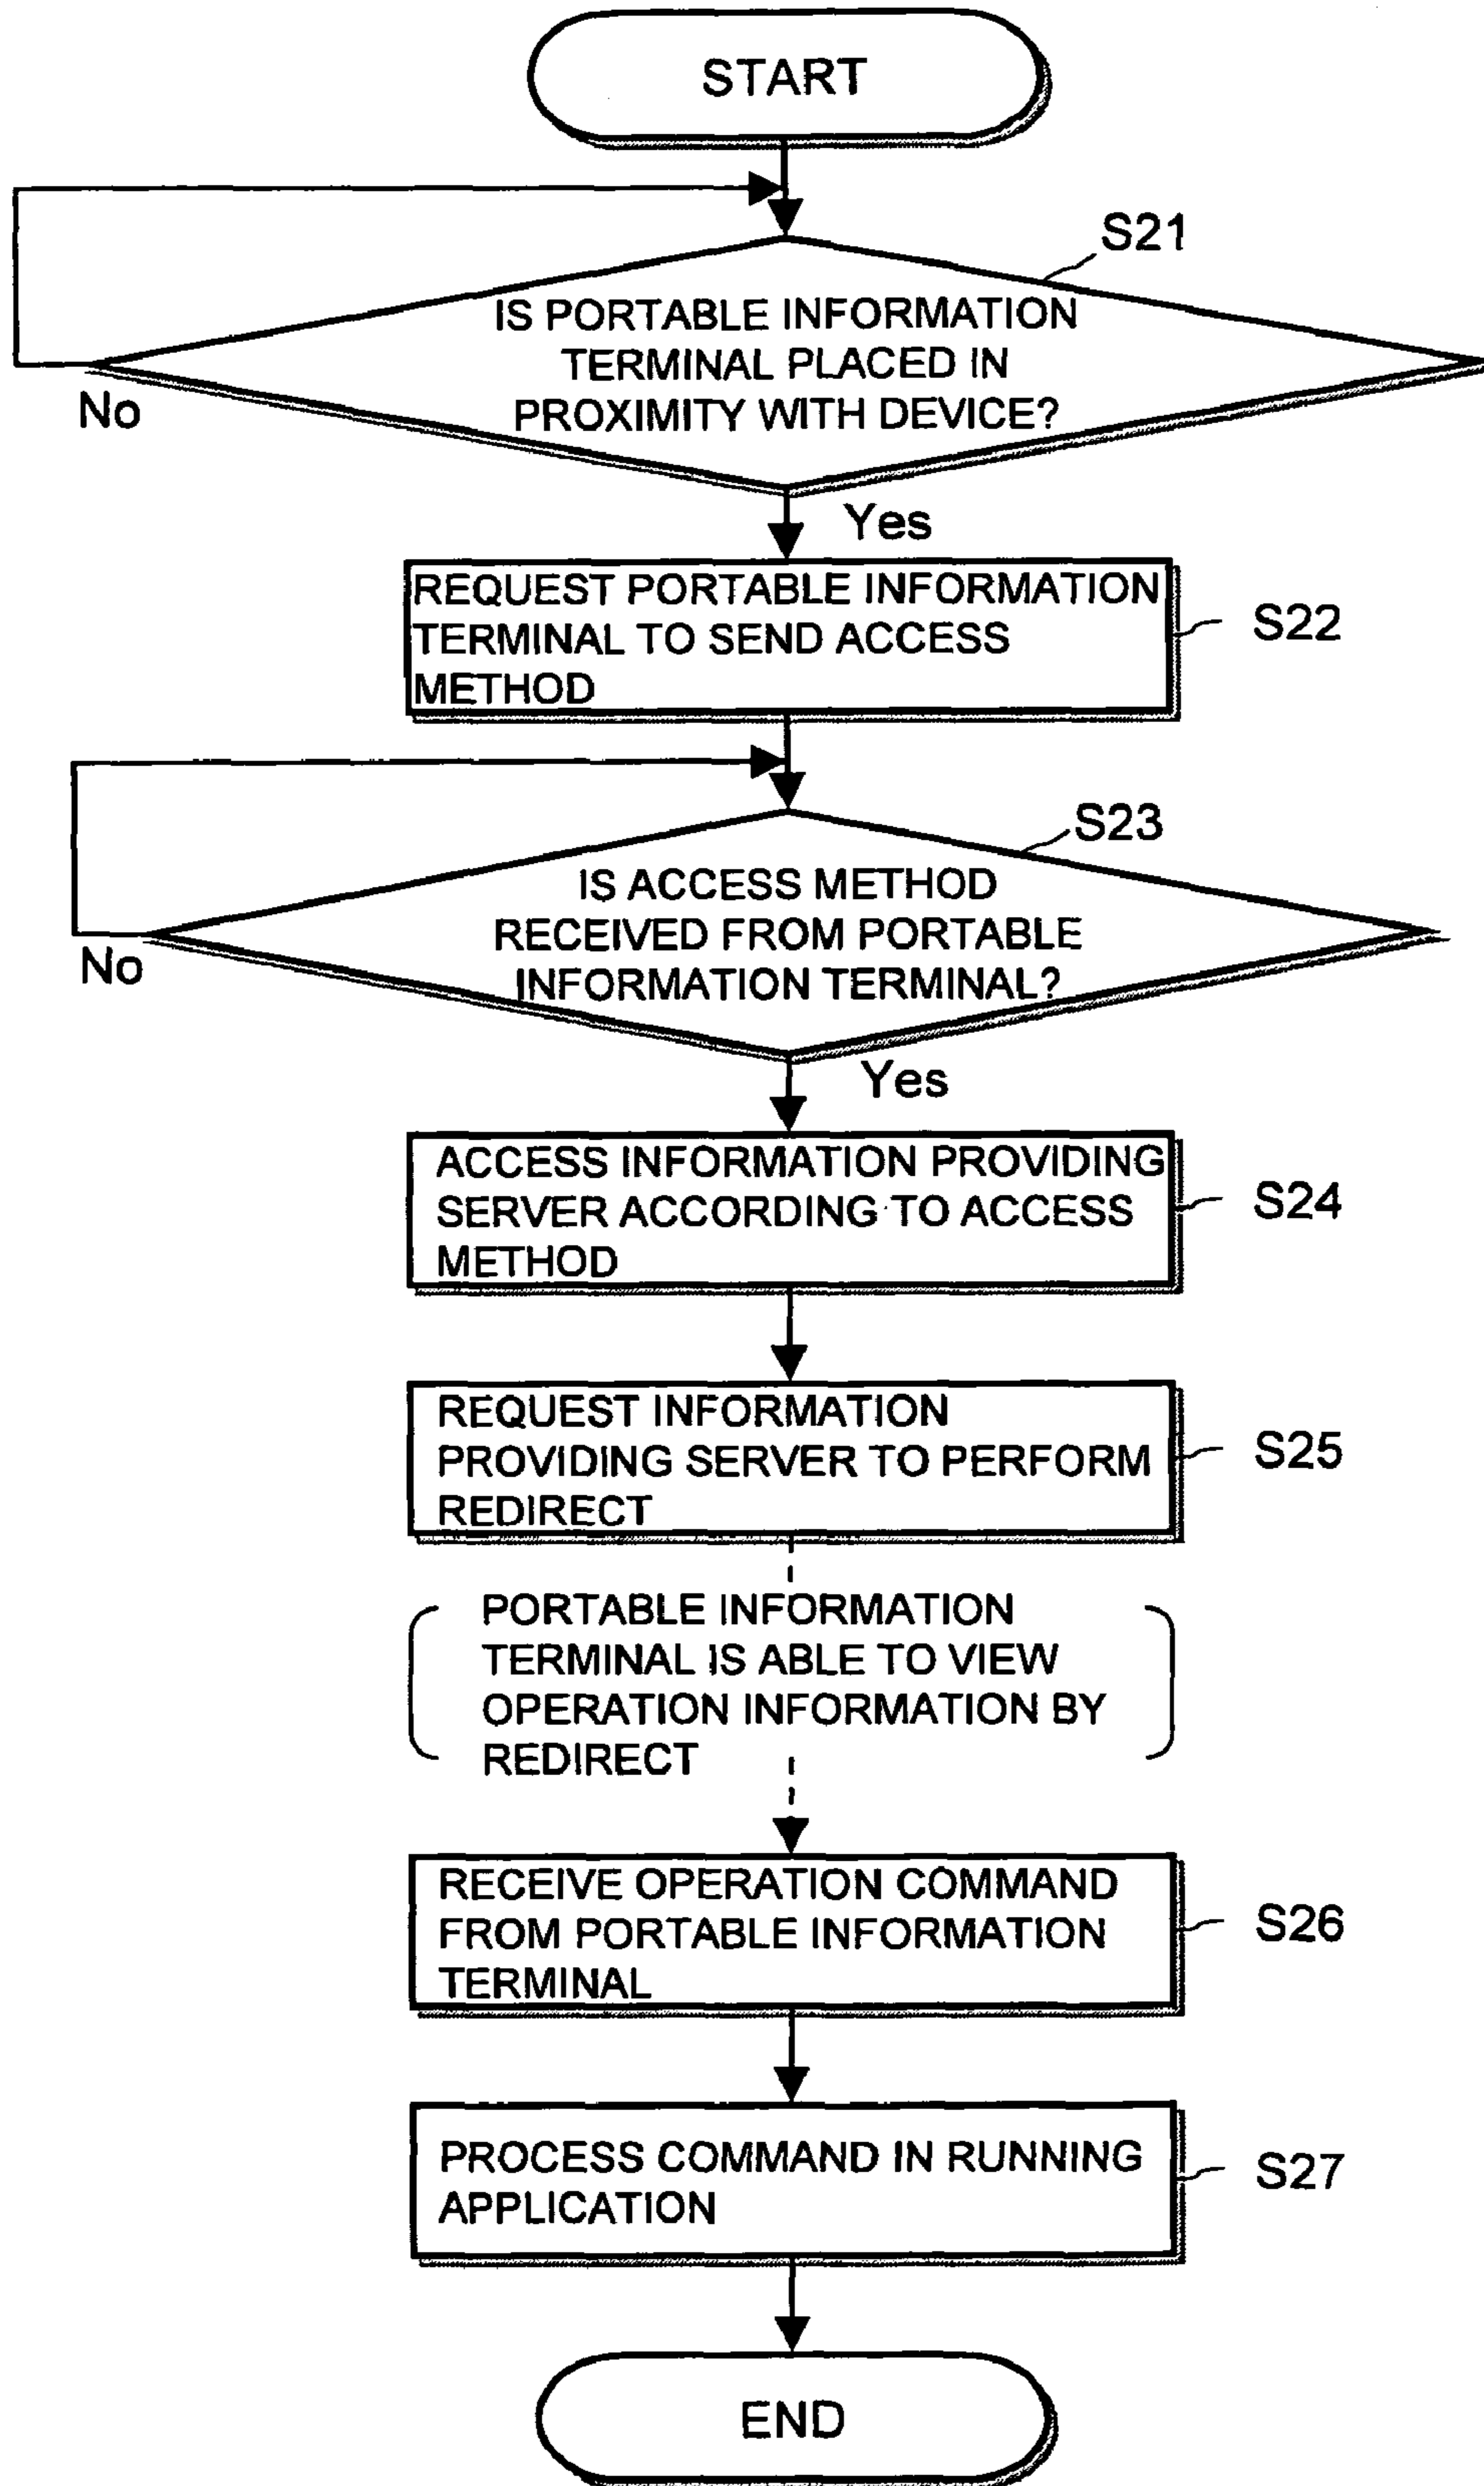 START
S21
IS PORTABLE INFORMATION
TERMINAL PLACED IN
PROXIMITY WITH DEVICE?
No
Yes
REQUEST PORTABLE INFORMATION
TERMINAL TO SEND ACCESS
METHOD
S22
S23
IS ACCESS METHOD
RECEIVED FROM PORTABLE
INFORMATION TERMINAL?
No
Yes
ACCESS INFORMATION PROVIDING
SERVER ACCORDING TO ACCESS
METHOD
S24
REQUEST INFORMATION
PROVIDING SERVER TO PERFORM
REDIRECT
S25
PORTABLE INFORMATION
TERMINAL IS ABLE TO VIEW
OPERATION INFORMATION BY
REDIRECT
RECEIVE OPERATION COMMAND
FROM PORTABLE INFORMATION
TERMINAL
S26
PROCESS COMMAND IN RUNNING
APPLICATION
S27
END